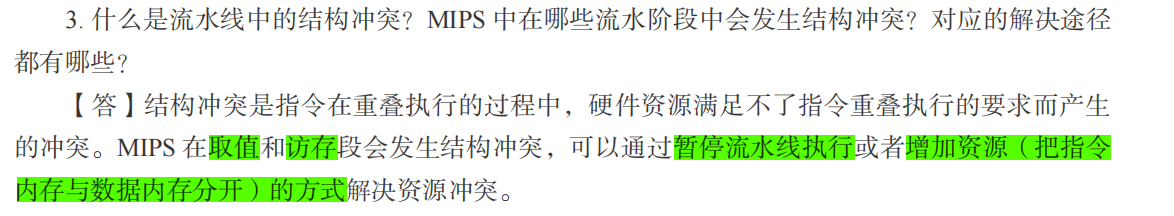 3. 什么是流水线中的结构冲突？MIPS 中在哪些流水阶段中会发生结构冲突？对应的解决途径
都有哪些？
【答】结构冲突是指令在重叠执行的过程中，硬件资源满足不了指令重叠执行的要求而产生
的冲突。MIPS 在取值和访存段会发生结构冲突，可以通过暂停流水线执行或者增加资源（把指令
内存与数据内存分开）的方式解决资源冲突。